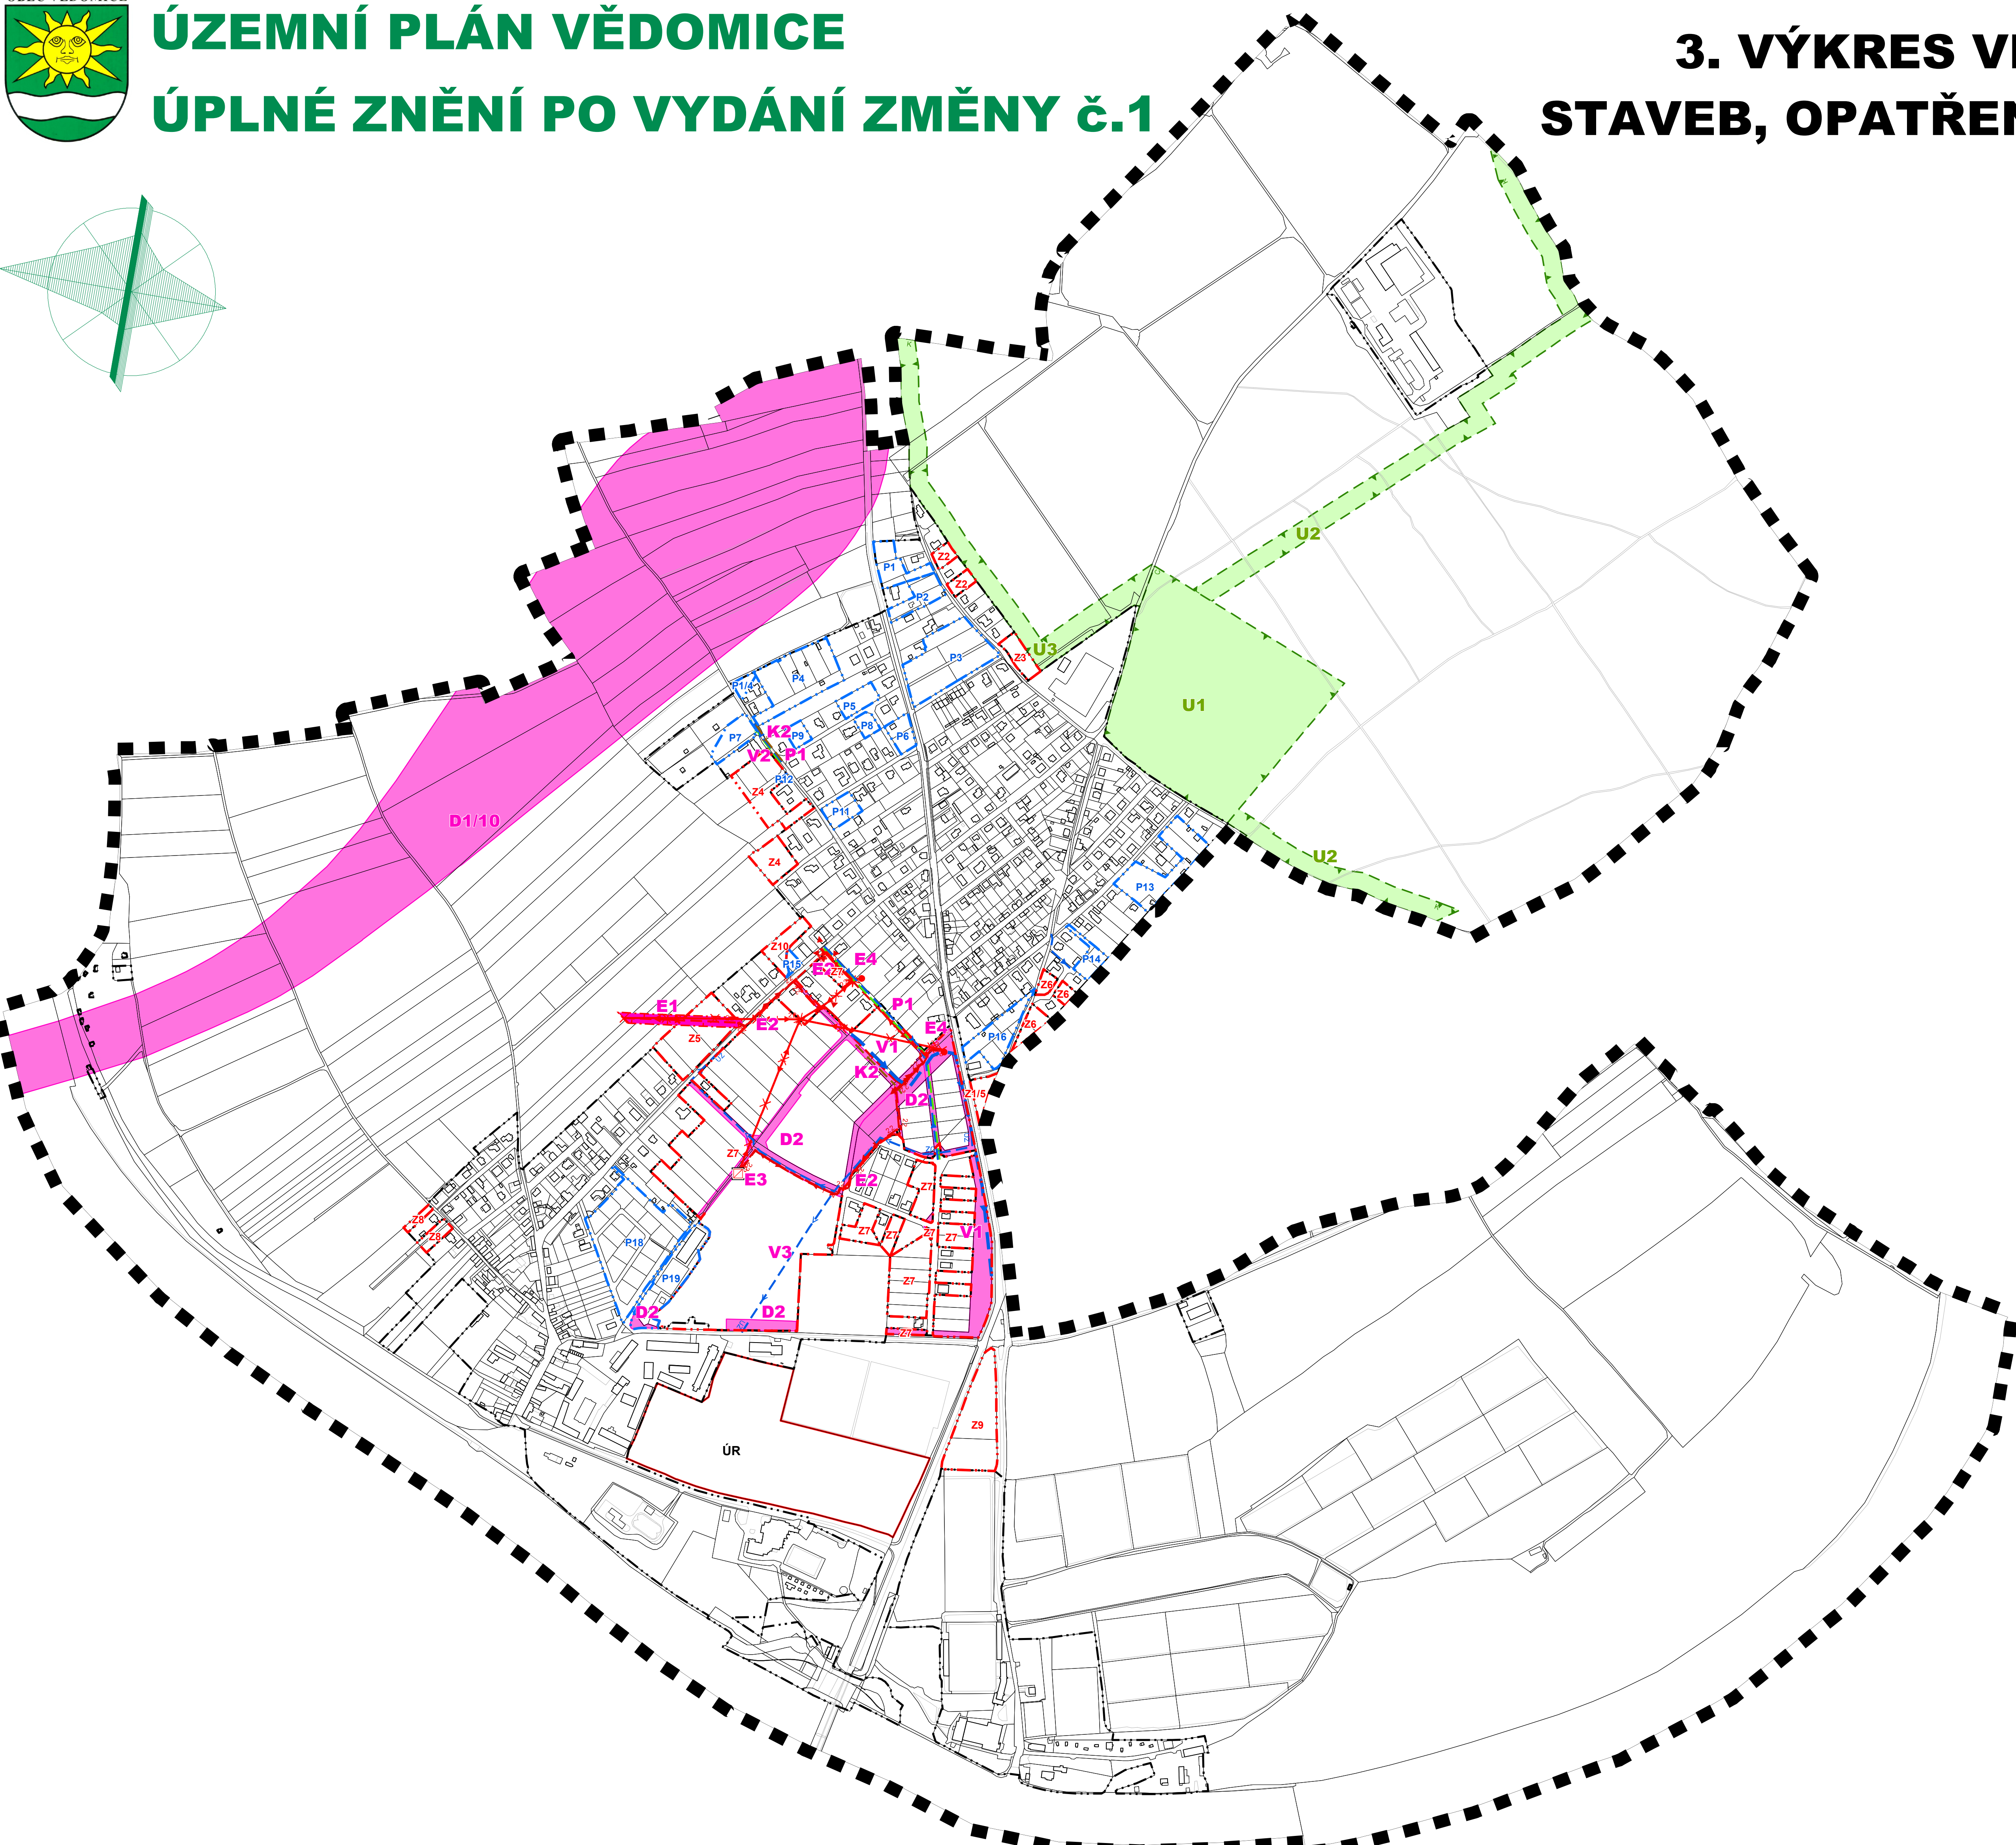 ÚZEMNÍ PLÁN VĚDOMICE
ÚPLNÉ ZNĚNÍ PO VYDÁNÍ ZMĚNY č.1
3. VÝKRES
STAVEB,
U2
P1
Z2
Z2
P2
U3
Z3
P3
P1/4
P4
U1
P5
K2
P9
P8
P6
P7
V2
P1
P12
Z4
D1/10
P11
Z4
U2
P13
Z10
P15
Z7
E4
P14
Z6
Z6
E1
P1
E2
Z5
E4
Z6
V1
P16
K2
D2
Z1/5
D2
Z7
E3
E2
Z7
Z8
Z8
P18
Z7
Z7
Z7
Z7
V1
V3
P19
Z7
D2
D2
Z7
Z9
ÚR